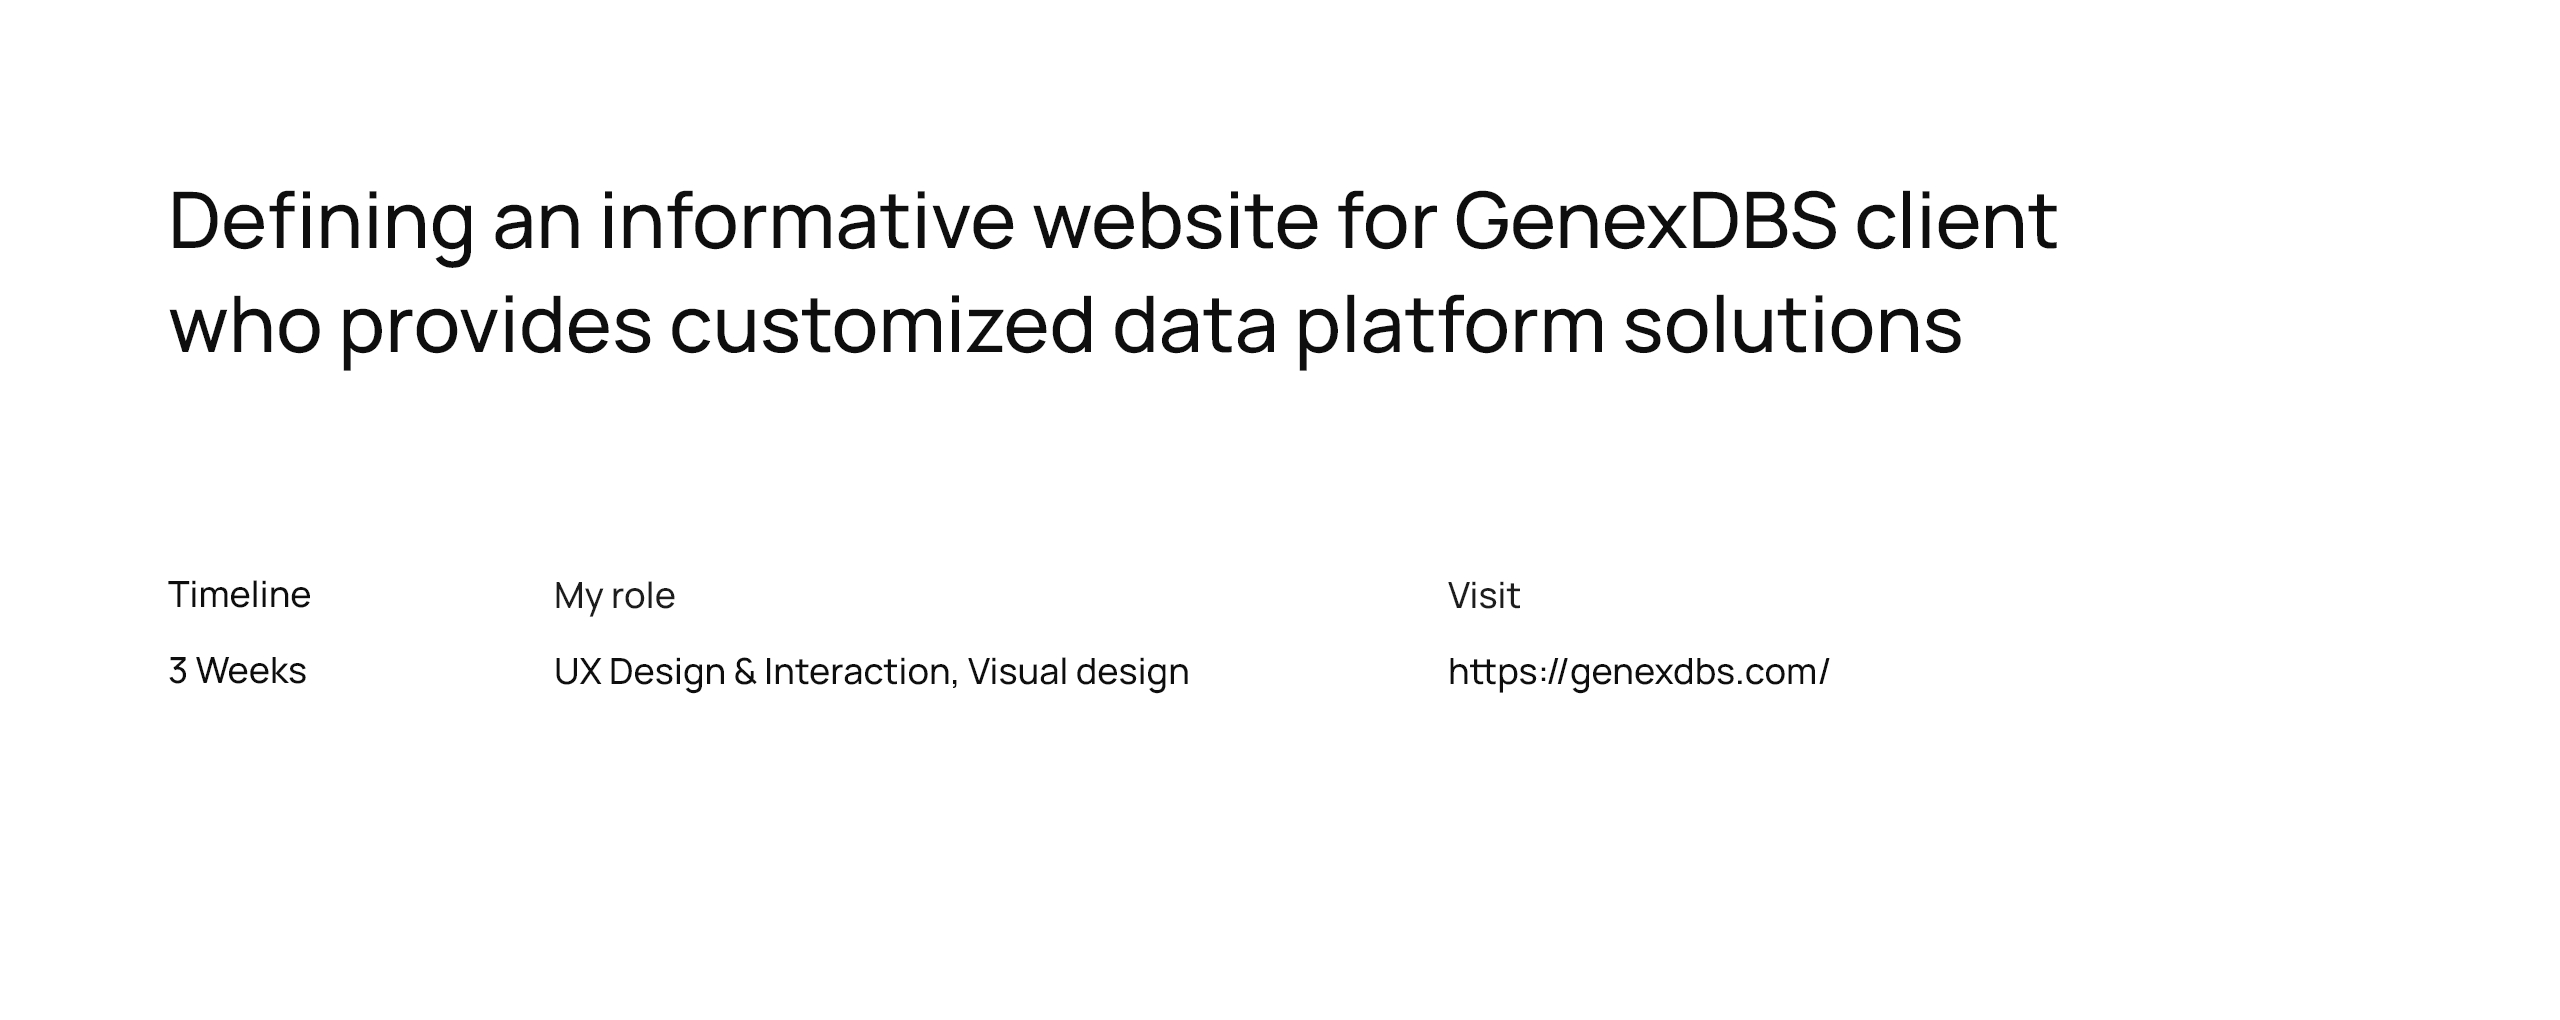 Defining an informative website for GenexDBS client
who provides customized data platform solutions
Timeline
3 Weeks
My role
UX Design & Interaction, Visual design
Visit
https://genexdbs.com/